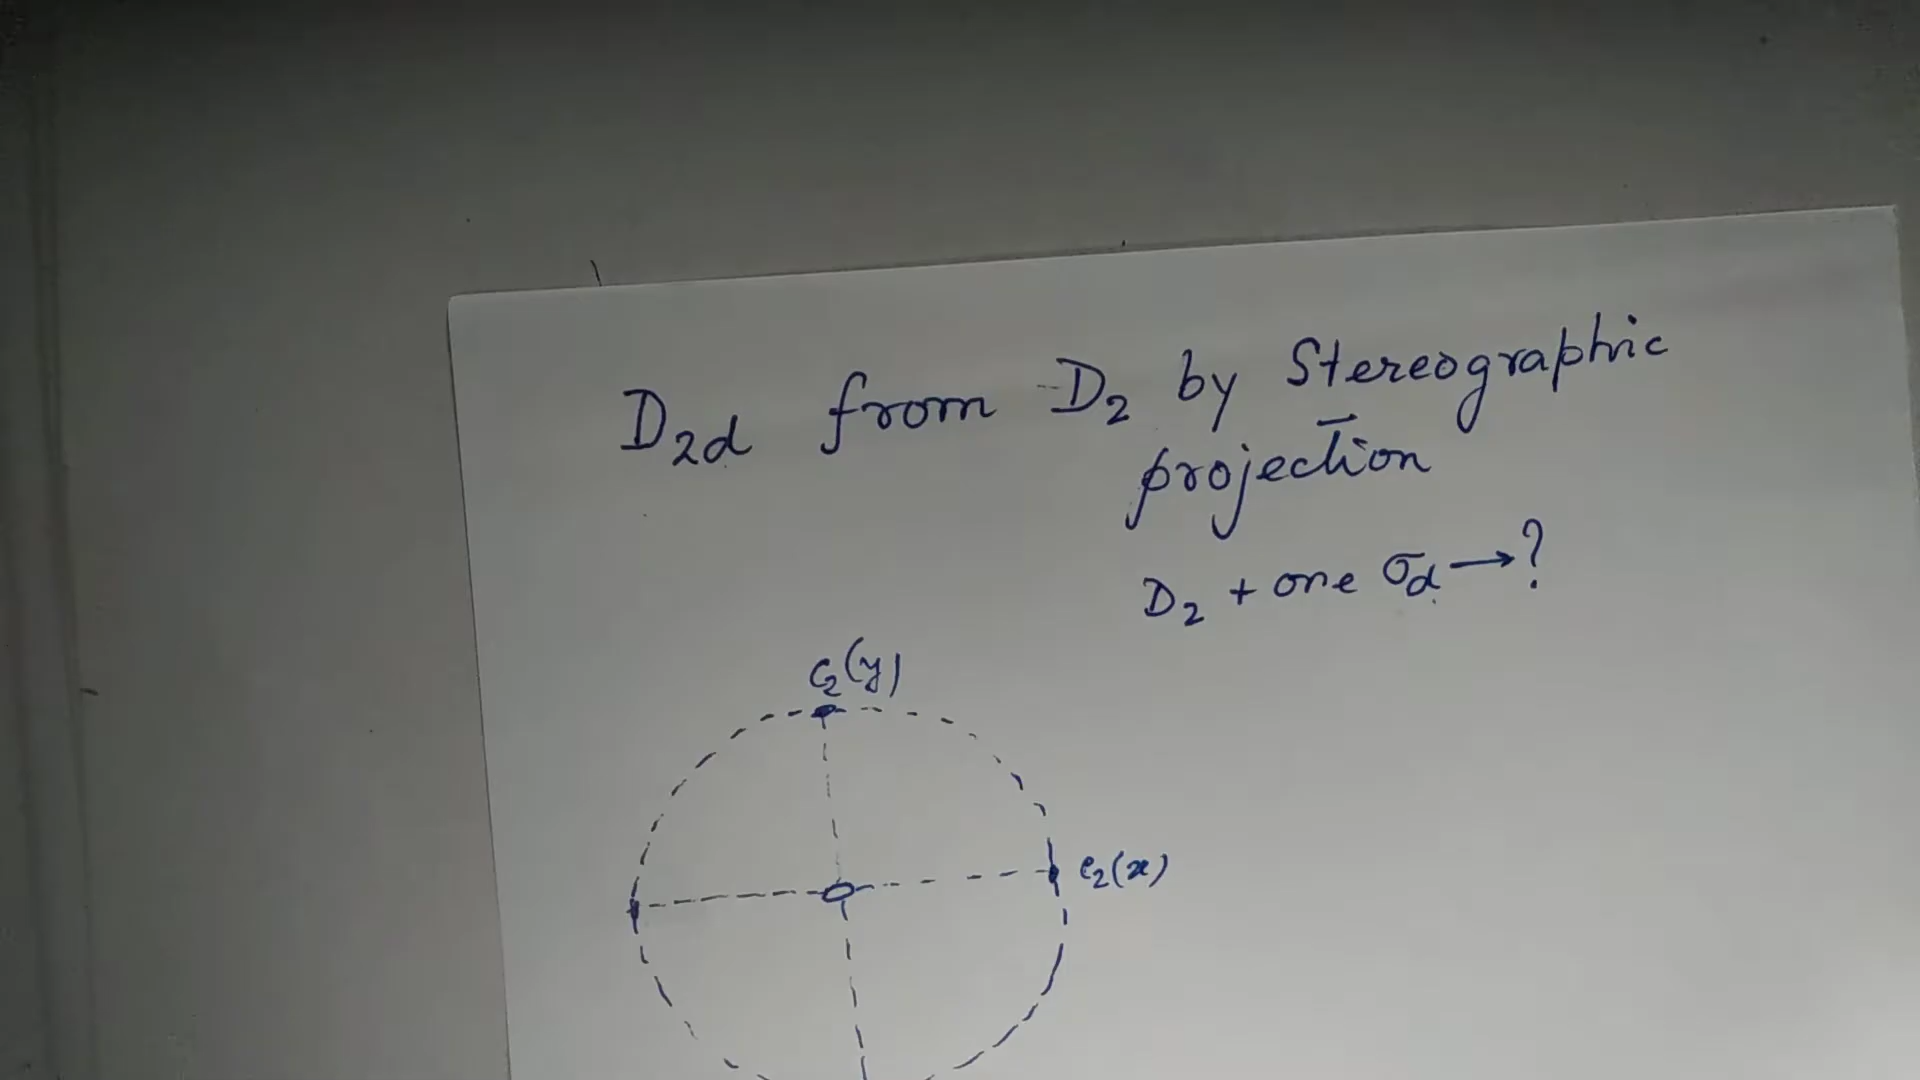 D₂d from D₂ by Stereographic
projection
D₂ + one σd → ?
C₂(y)
C₂(x)